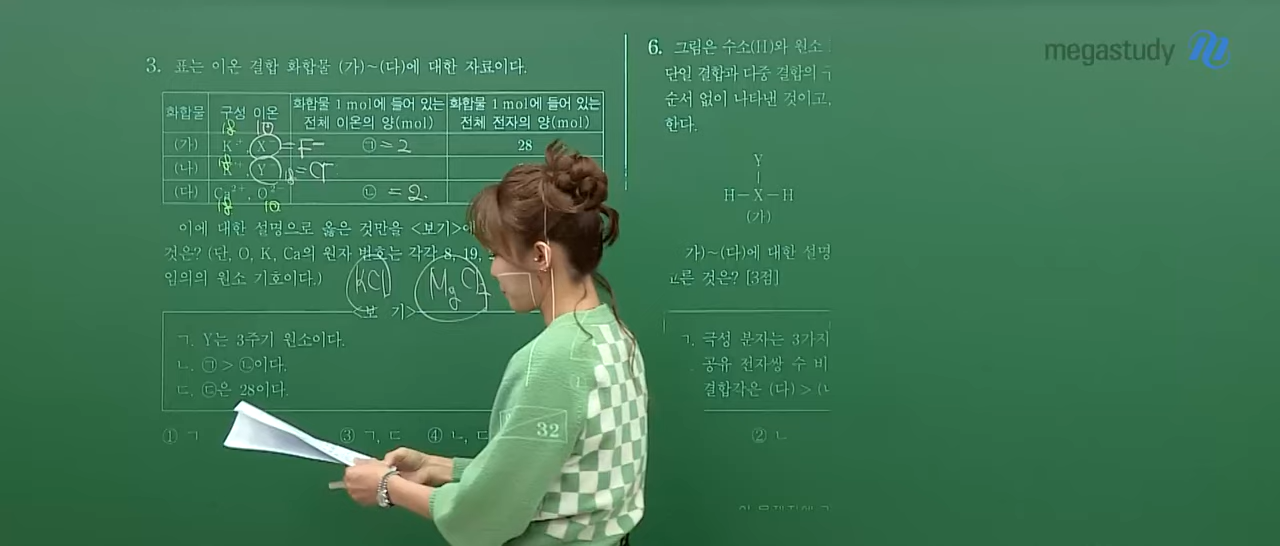 megastudy
3. 표는 이온 결합 화합물 (가)~(다)에 대한 자료이다.
화합물 구성 이온 화합물 1 mol에 들어 있는 전체 이온의 양(mol) 화합물 1 mol에 들어 있는 전체 전자의 양(mol)
18 10
(가) K⁺, X⁻ = F⁻ ㉠ = 2 28
18
(나) K⁺, Y⁻ 18 = Cl⁻
(다) Ca²⁺, O²⁻ ㉡ = 2
18 10
이에 대한 설명으로 옳은 것만을 <보기>에
것은? (단, O, K, Ca의 원자 번호는 각각 8, 19,
임의의 원소 기호이다.)
KCl MgCl₂
<보 기>
ㄱ. Y는 3주기 원소이다.
ㄴ. ㉠ > ㉡이다.
ㄷ. ㉢은 28이다.
① ㄱ ③ ㄱ, ㄷ ④ ㄴ, ㄷ
32
6. 그림은 수소(H)와 원소
단일 결합과 다중 결합의
순서 없이 나타낸 것이고,
한다.
Y
H-X-H
(가)
가)~(다)에 대한 설명
고른 것은? [3점]
ㄱ. 극성 분자는 3가지
공유 전자쌍 수 비
결합각은 (다) > (
② ㄴ